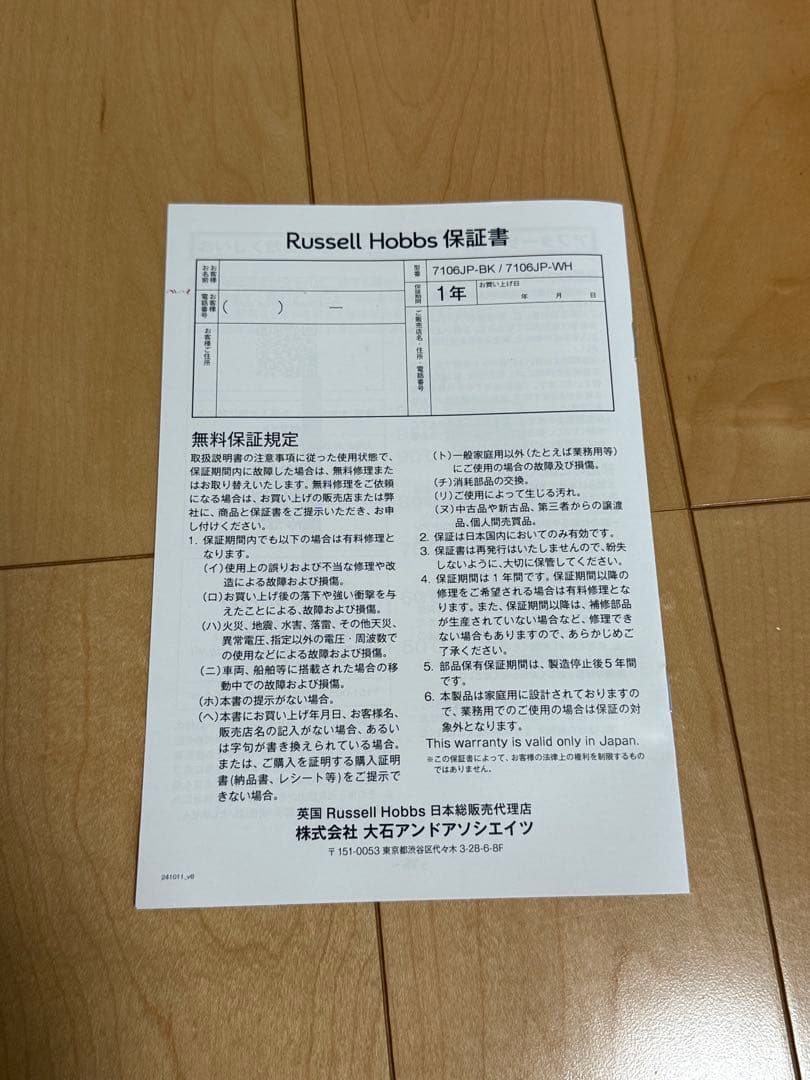 Russell Hobbs 保証書
お客様
お名前
型番
7106JP-BK / 7106JP-WH
お客様
電話番号
( ) —
保証期間
1年
お買い上げ日
年 月 日
お客様ご住所
ご販売店名・住所・電話番号
無料保証規定
取扱説明書の注意事項に従った使用状態で、
保証期間内に故障した場合は、無料修理また
はお取り替えいたします。無料修理をご依頼
になる場合は、お買い上げの販売店または弊
社に、商品と保証書をご提示いただき、お申
し付けください。
1. 保証期間内でも以下の場合は有料修理と
なります。
(イ)使用上の誤りおよび不当な修理や改
造による故障および損傷。
(ロ)お買い上げ後の落下や強い衝撃を与
えたことによる、故障および損傷。
(ハ)火災、地震、水害、落雷、その他天災、
異常電圧、指定以外の電圧・周波数で
の使用などによる故障および損傷。
(ニ)車両、船舶等に搭載された場合の移
動中での故障および損傷。
(ホ)本書の提示がない場合。
(ヘ)本書にお買い上げ年月日、お客様名、
販売店名の記入がない場合、あるい
は字句が書き換えられている場合。
または、ご購入を証明する購入証明
書(納品書、レシート等)をご提示で
きない場合。
(ト)一般家庭用以外(たとえば業務用等)
にご使用の場合の故障及び損傷。
(チ)消耗部品の交換。
(リ)ご使用によって生じる汚れ。
(ヌ)中古品や新古品、第三者からの譲渡
品、個人間売買品。
2. 保証は日本国内においてのみ有効です。
3. 保証書は再発行はいたしませんので、紛失
しないように、大切に保管してください。
4. 保証期間は1年間です。保証期間以降の
修理をご希望される場合は有料修理とな
ります。また、保証期間以降は、補修部品
が生産されていない場合など、修理でき
ない場合もありますので、あらかじめご
了承ください。
5. 部品保有保証期間は、製造停止後5年間
です。
6. 本製品は家庭用に設計されておりますの
で、業務用でのご使用の場合は保証の対
象外となります。
This warranty is valid only in Japan.
※この保証書によって、お客様の法律上の権利を制限するもの
ではありません。
英国 Russell Hobbs 日本総販売代理店
株式会社 大石アンドアソシエイツ
〒151-0053 東京都渋谷区代々木 3-28-6-8F
241011_v6